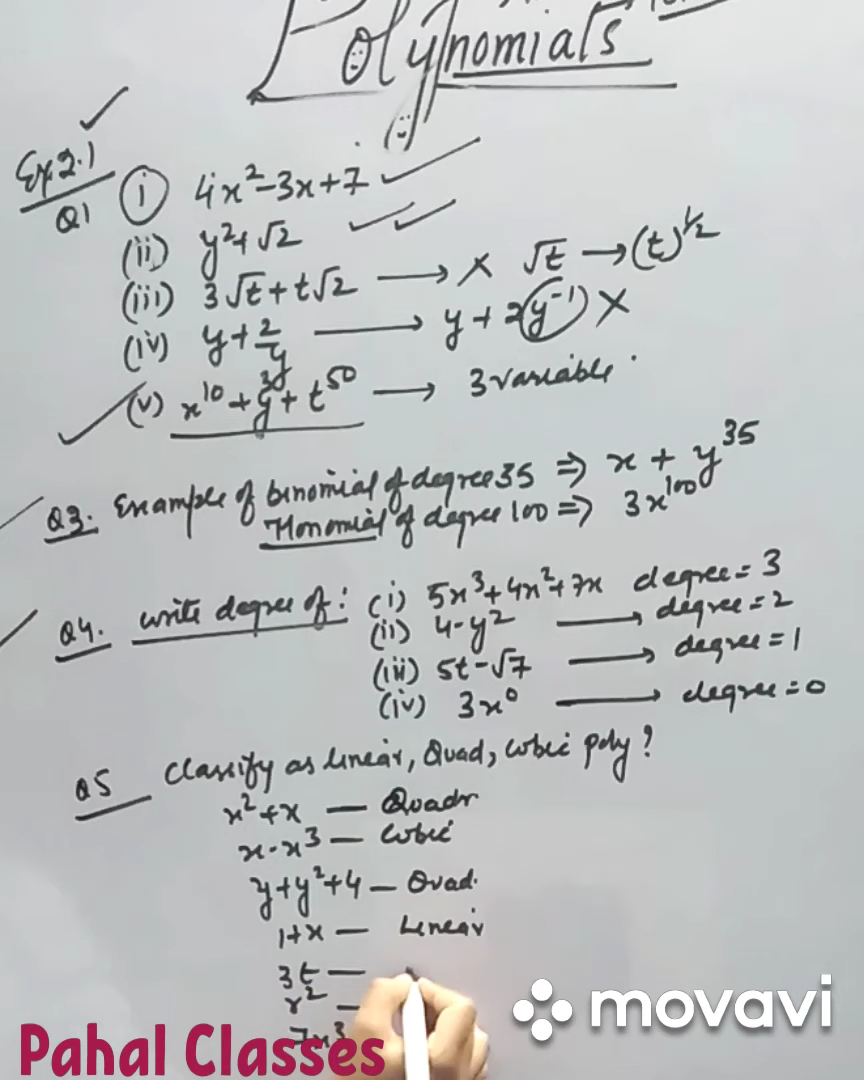 Polynomials
Ex 2.1
Q1 (i) 4x²-3x+7
(ii) y²+√2
(iii) 3√t+t√2 → × √t → (t)^1/2
(iv) y+2/y → y+2(y⁻¹) ×
(v) x¹⁰+y³+t⁵⁰ → 3 variable.
Q3. Example of binomial of degree 35 ⇒ x + y³⁵
Monomial of degree 100 ⇒ 3x¹⁰⁰
Q4. write degree of: (i) 5x³+4x²+7x degree=3
(ii) 4-y² → degree=2
(iii) 5t-√7 → degree=1
(iv) 3x⁰ → degree=0
Q5 Classify as linear, Quad, cubic poly?
x²+x — Quadr
x-x³ — cubic
y+y²+4 — Quad.
1+x — Linear
3t —
r² —
7x³
movavi
Pahal Classes